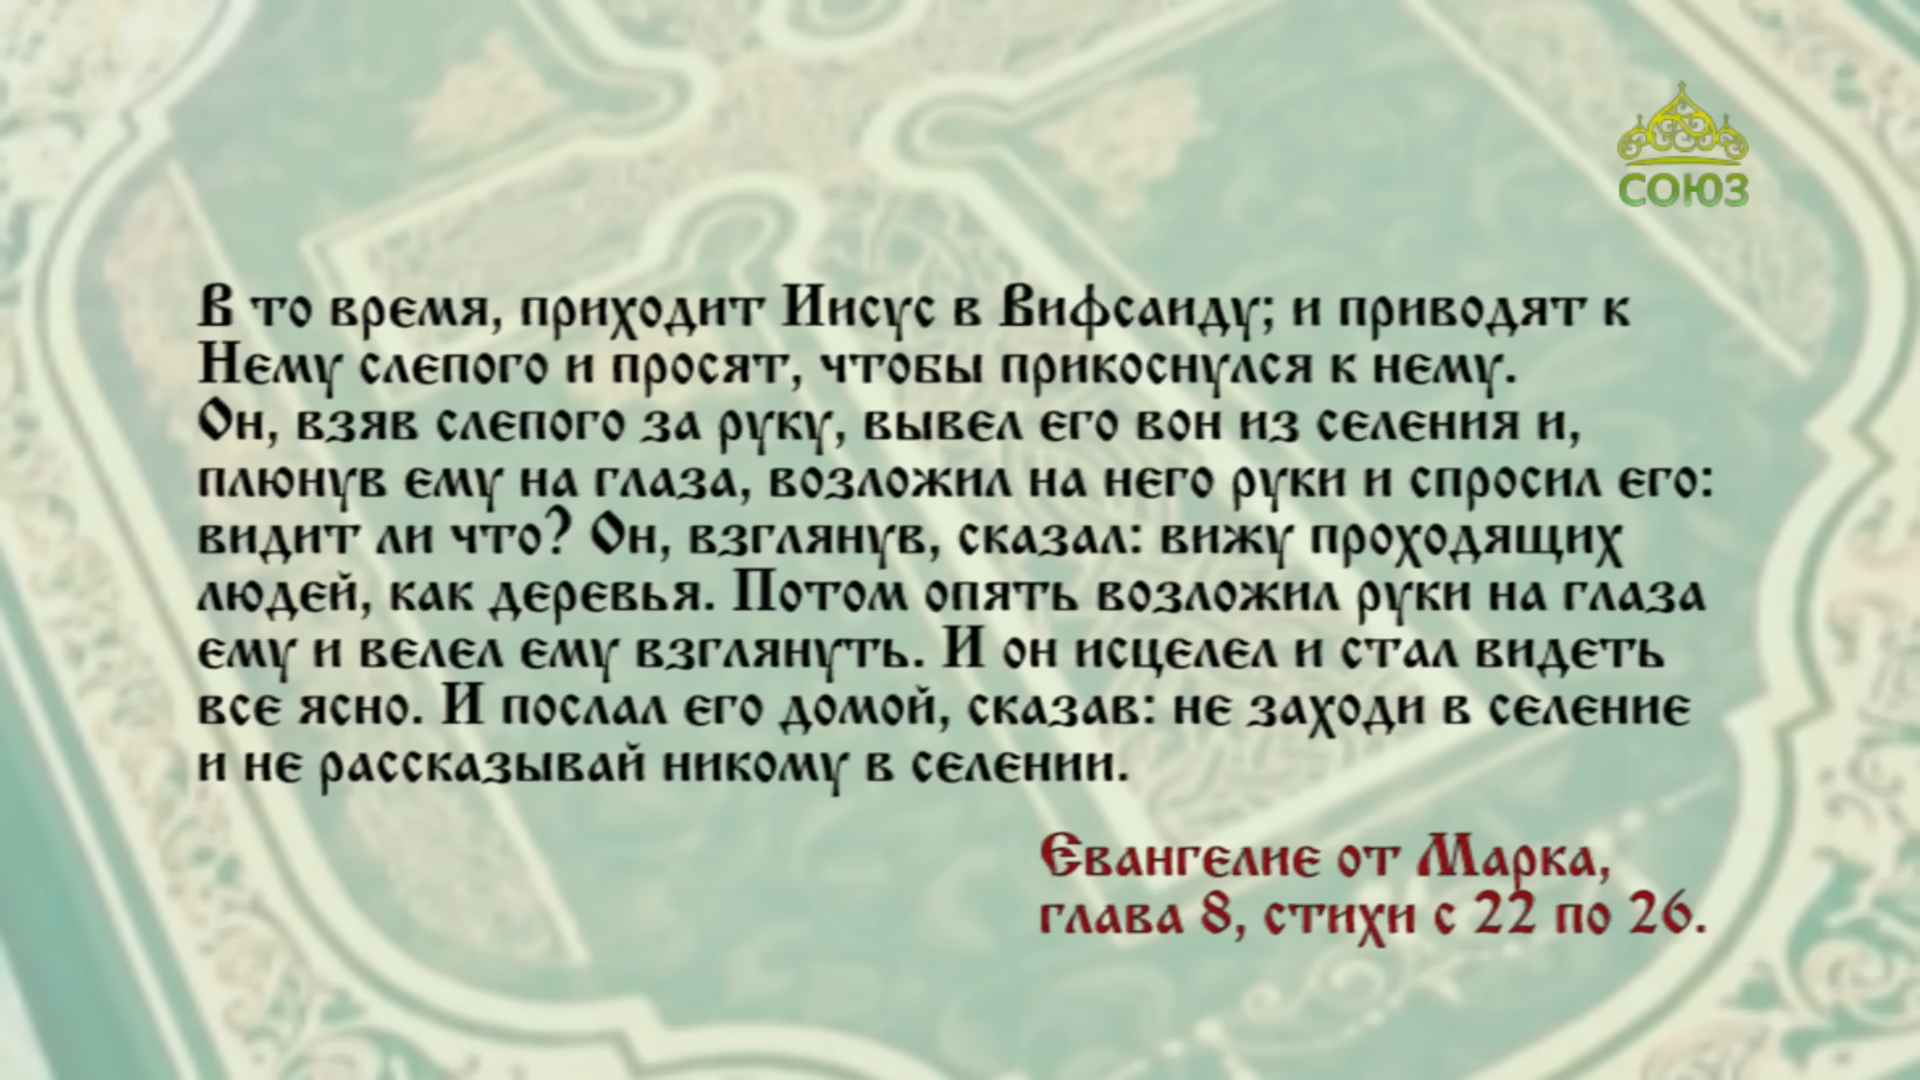 СОЮЗ
В то время, приходит Иисус в Вифсаиду; и приводят к
Нему слепого и просят, чтобы прикоснулся к нему.
Он, взяв слепого за руку, вывел его вон из селения и,
плюнув ему на глаза, возложил на него руки и спросил его:
видит ли что? Он, взглянув, сказал: вижу проходящих
людей, как деревья. Потом опять возложил руки на глаза
ему и велел ему взглянуть. И он исцелел и стал видеть
все ясно. И послал его домой, сказав: не заходи в селение
и не рассказывай никому в селении.
Евангелие от Марка,
глава 8, стихи с 22 по 26.